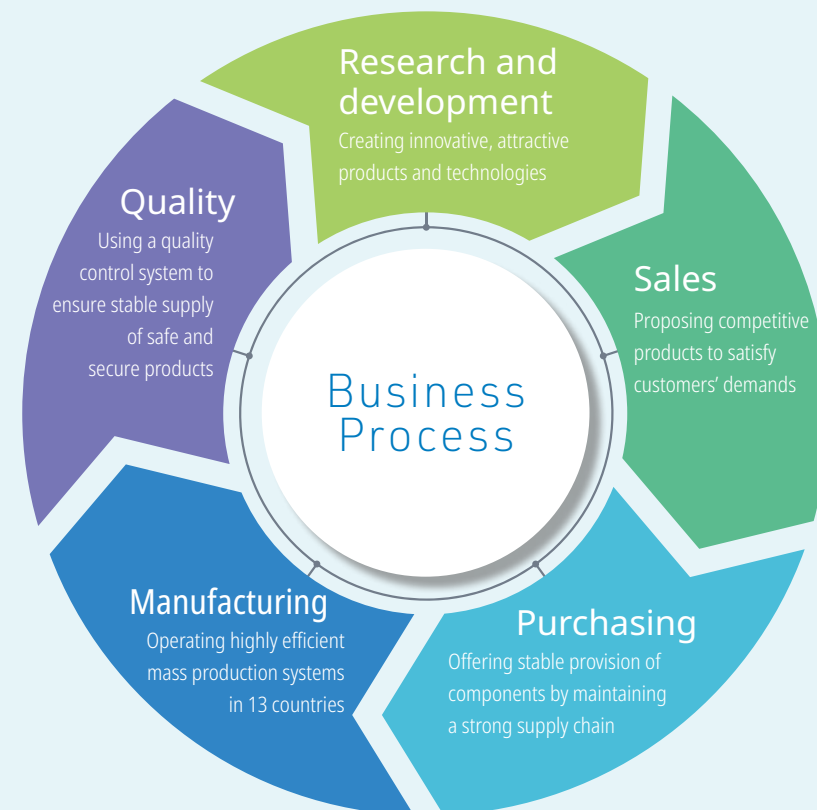 Research and
development
Creating innovative, attractive
products and technologies
Sales
Proposing competitive
products to satisfy
customers’ demands
Purchasing
Offering stable provision of
components by maintaining
a strong supply chain
Manufacturing
Operating highly efficient
mass production systems
in 13 countries
Quality
Using a quality
control system to
ensure stable supply
of safe and
secure products
Business
Process